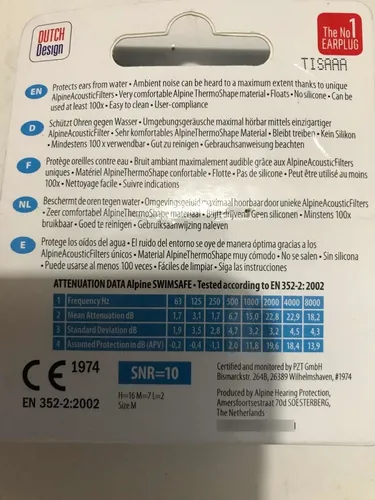 DUTCH
Design
The No 1
EARPLUG
TISAAA
EN Protects ears from water • Ambient noise can be heard to a maximum extent thanks to unique
AlpineAcousticFilters • Very comfortable AlpineThermoShape material • Floats • No silicone • Can be
used at least 100x • Easy to clean • User-compliance
D Schützt Ohren gegen Wasser • Umgebungsgeräusche maximal hörbar mittels einzigartiger
AlpineAcousticFilter • Sehr komfortables AlpineThermoShape Material • Bleibt treiben • Kein Silikon
• Mindestens 100 x verwendbar • Gut zu reinigen • Gebrauchsanweisung beachten
F Protège oreilles contre eau • Bruit ambiant maximalement audible grâce aux AlpineAcousticFilters
uniques • Matériel AlpineThermoShape confortable • Flotte • Pas de silicone • Peut être utilisé au moins
100x • Nettoyage facile • Suivre indications
NL Beschermt de oren tegen water • Omgevingsgeluid maximaal hoorbaar door unieke AlpineAcousticFilters
• Zeer comfortabel AlpineThermoShape materiaal • Blijft drijven • Geen siliconen • Minstens 100x
bruikbaar • Goed te reinigen • Gebruiksaanwijzing naleven
E Protege los oídos del agua • El ruido del entorno se oye de manera óptima gracias a los
AlpineAcousticFilters únicos • Material AlpineThermoShape muy cómodo • No se salen • Sin silicona
• Puede usarse al menos 100 veces • Fáciles de limpiar • Siga las instrucciones
ATTENUATION DATA Alpine SWIMSAFE • Tested according to EN 352-2: 2002
1 Frequency Hz 63 125 250 500 1000 2000 4000 8000
2 Mean Attenuation dB 1,7 3,1 1,7 6,7 15,0 22,8 22,9 18,2
3 Standard Deviation dB 1,9 3,5 2,8 4,7 3,2 3,2 4,5 4,3
4 Assumed Protection in dB (APV) -0,2 -0,4 -1,1 2,0 11,8 19,6 18,4 13,9
CE 1974
EN 352-2:2002
SNR=10
H=16 M=7 L=2
Size M
Certified and monitored by PZT GmbH
Bismarckstr. 264B, 26389 Wilhelmshaven, #1974
Produced by Alpine Hearing Protection,
Amersfoortsestraat 70d SOESTERBERG,
The Netherlands